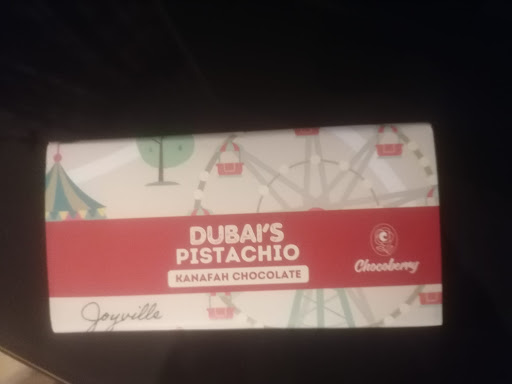 DUBAI'S
PISTACHIO
KANAFAH CHOCOLATE
Chocoberry
Joyville